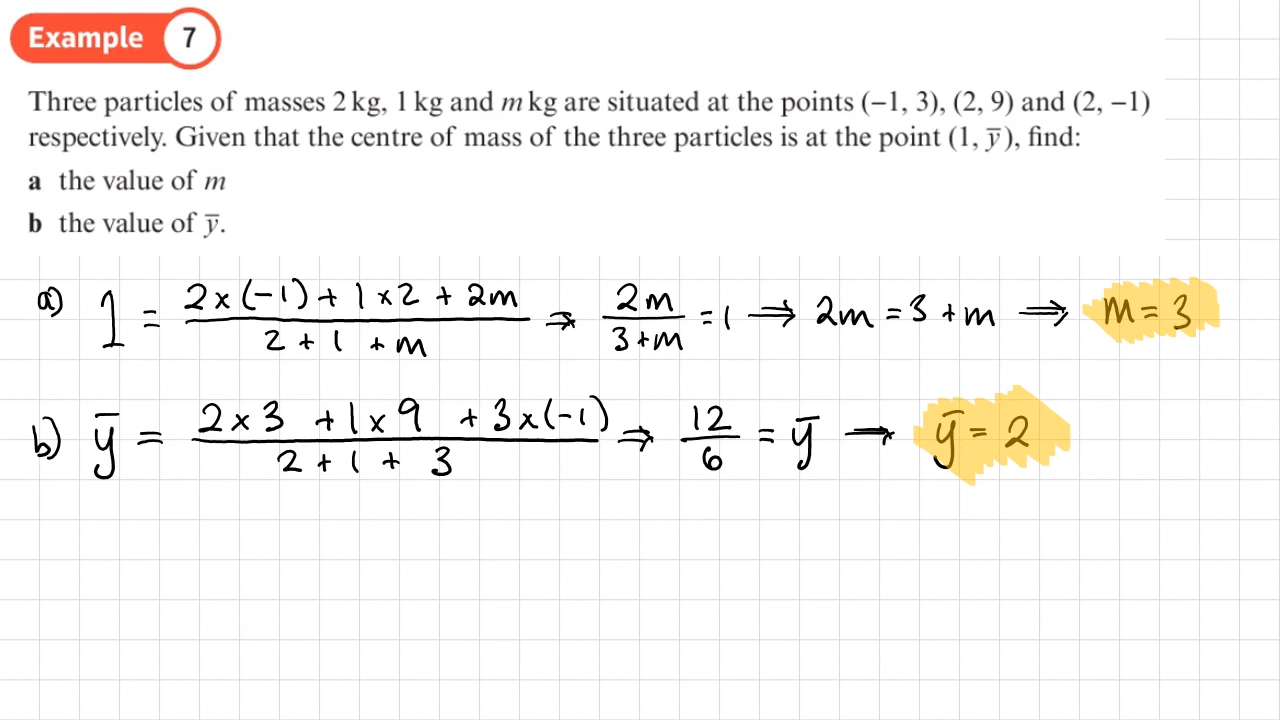 Example 7
Three particles of masses 2 kg, 1 kg and m kg are situated at the points (−1, 3), (2, 9) and (2, −1)
respectively. Given that the centre of mass of the three particles is at the point (1, ȳ), find:
a the value of m
b the value of ȳ.
a) 1 = (2×(−1) + 1×2 + 2m)/(2 + 1 + m) ⇒ 2m/(3+m) = 1 ⇒ 2m = 3 + m ⇒ m = 3
b) ȳ = (2×3 + 1×9 + 3×(−1))/(2 + 1 + 3) ⇒ 12/6 = ȳ → ȳ = 2